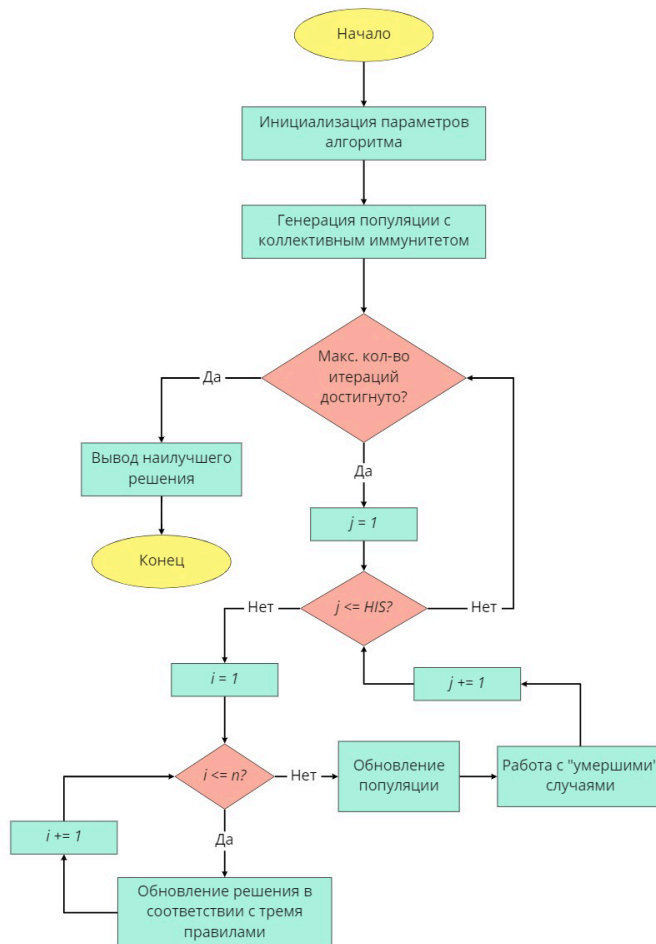 Начало
Инициализация параметров
алгоритма
Генерация популяции с
коллективным иммунитетом
Макс. кол-во
итераций
достигнуто?
Да
Вывод наилучшего
решения
Да
j = 1
Конец
Нет
j <= HIS?
Нет
i = 1
j += 1
i <= n?
Нет
Обновление
популяции
Работа с "умершими"
случаями
i += 1
Да
Обновление решения в
соответствии с тремя
правилами